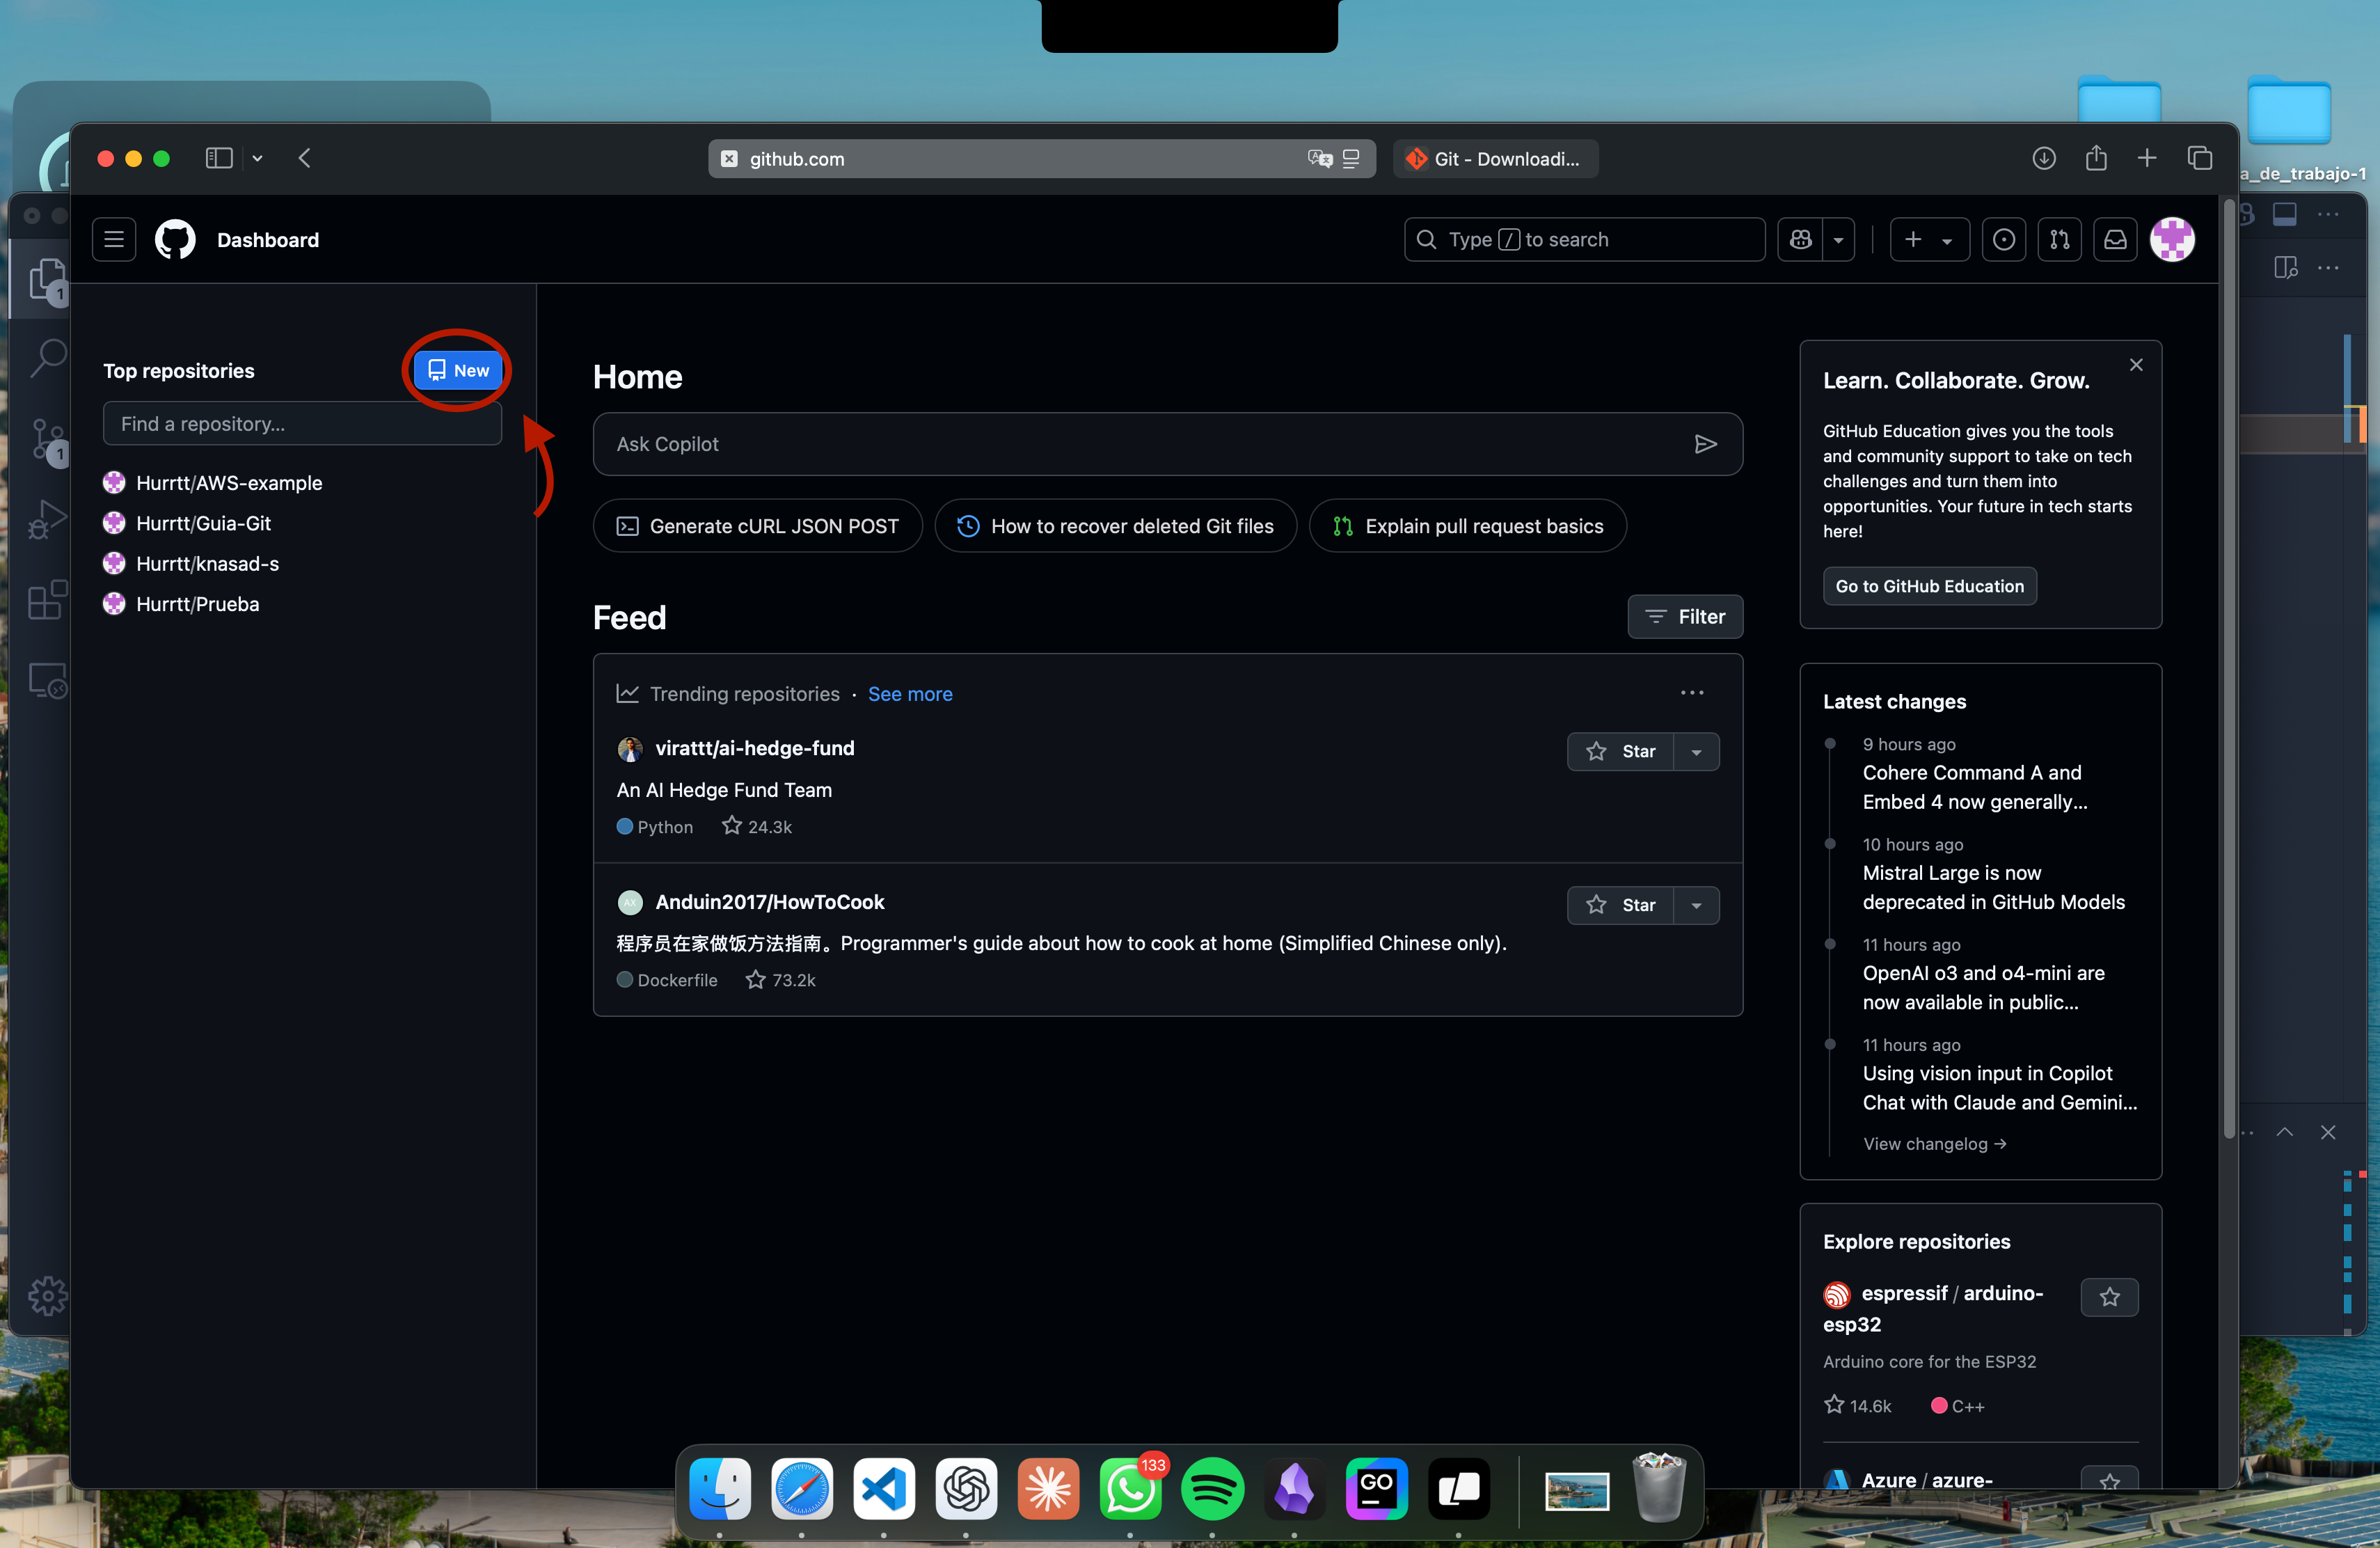 github.com
Git - Downloadi...
a_de_trabajo-1
Dashboard
Type / to search
1
1
Top repositories
New
Find a repository...
Hurrtt/AWS-example
Hurrtt/Guia-Git
Hurrtt/knasad-s
Hurrtt/Prueba
Home
Ask Copilot
Generate cURL JSON POST
How to recover deleted Git files
Explain pull request basics
Feed
Filter
Trending repositories · See more
virattt/ai-hedge-fund
Star
An AI Hedge Fund Team
Python 24.3k
AX
Anduin2017/HowToCook
Star
程序员在家做饭方法指南。Programmer's guide about how to cook at home (Simplified Chinese only).
Dockerfile 73.2k
Learn. Collaborate. Grow.
GitHub Education gives you the tools
and community support to take on tech
challenges and turn them into
opportunities. Your future in tech starts
here!
Go to GitHub Education
Latest changes
9 hours ago
Cohere Command A and
Embed 4 now generally...
10 hours ago
Mistral Large is now
deprecated in GitHub Models
11 hours ago
OpenAI o3 and o4-mini are
now available in public...
11 hours ago
Using vision input in Copilot
Chat with Claude and Gemini...
View changelog →
Explore repositories
espressif / arduino-
esp32
Arduino core for the ESP32
14.6k C++
Azure / azure-
133
GO